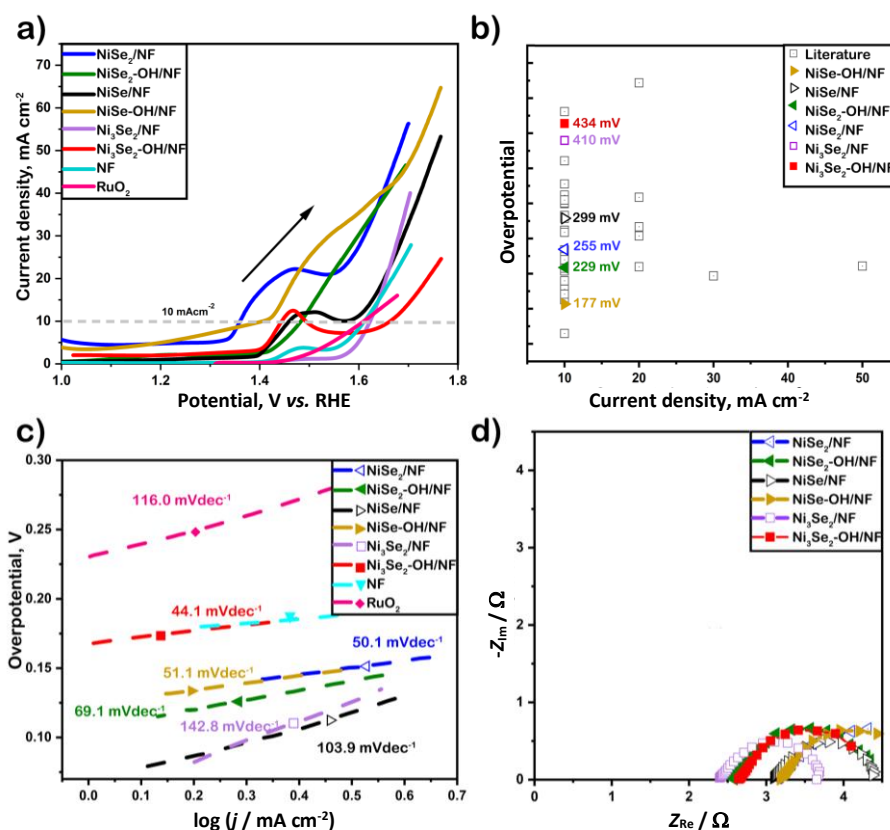 a)
NiSe2/NF
NiSe2-OH/NF
NiSe/NF
NiSe-OH/NF
Ni3Se2/NF
Ni3Se2-OH/NF
NF
RuO2
10 mAcm-2
Current density, mA cm-2
0
10
20
30
40
50
60
70
1.0
1.2
1.4
1.6
1.8
Potential, V vs. RHE
b)
Literature
NiSe-OH/NF
NiSe/NF
NiSe2-OH/NF
NiSe2/NF
Ni3Se2/NF
Ni3Se2-OH/NF
434 mV
410 mV
299 mV
255 mV
229 mV
177 mV
Overpotential
10
20
30
40
50
Current density, mA cm-2
c)
0.30
0.25
0.20
0.15
0.10
Overpotential, V
NiSe2/NF
NiSe2-OH/NF
NiSe/NF
NiSe-OH/NF
Ni3Se2/NF
Ni3Se2-OH/NF
NF
RuO2
116.0 mVdec-1
44.1 mVdec-1
50.1 mVdec-1
51.1 mVdec-1
69.1 mVdec-1
142.8 mVdec-1
103.9 mVdec-1
0.0
0.1
0.2
0.3
0.4
0.5
0.6
0.7
log (j / mA cm-2)
d)
NiSe2/NF
NiSe2-OH/NF
NiSe/NF
NiSe-OH/NF
Ni3Se2/NF
Ni3Se2-OH/NF
-ZIm / Ω
4
3
2
1
0
0
1
2
3
4
ZRe / Ω